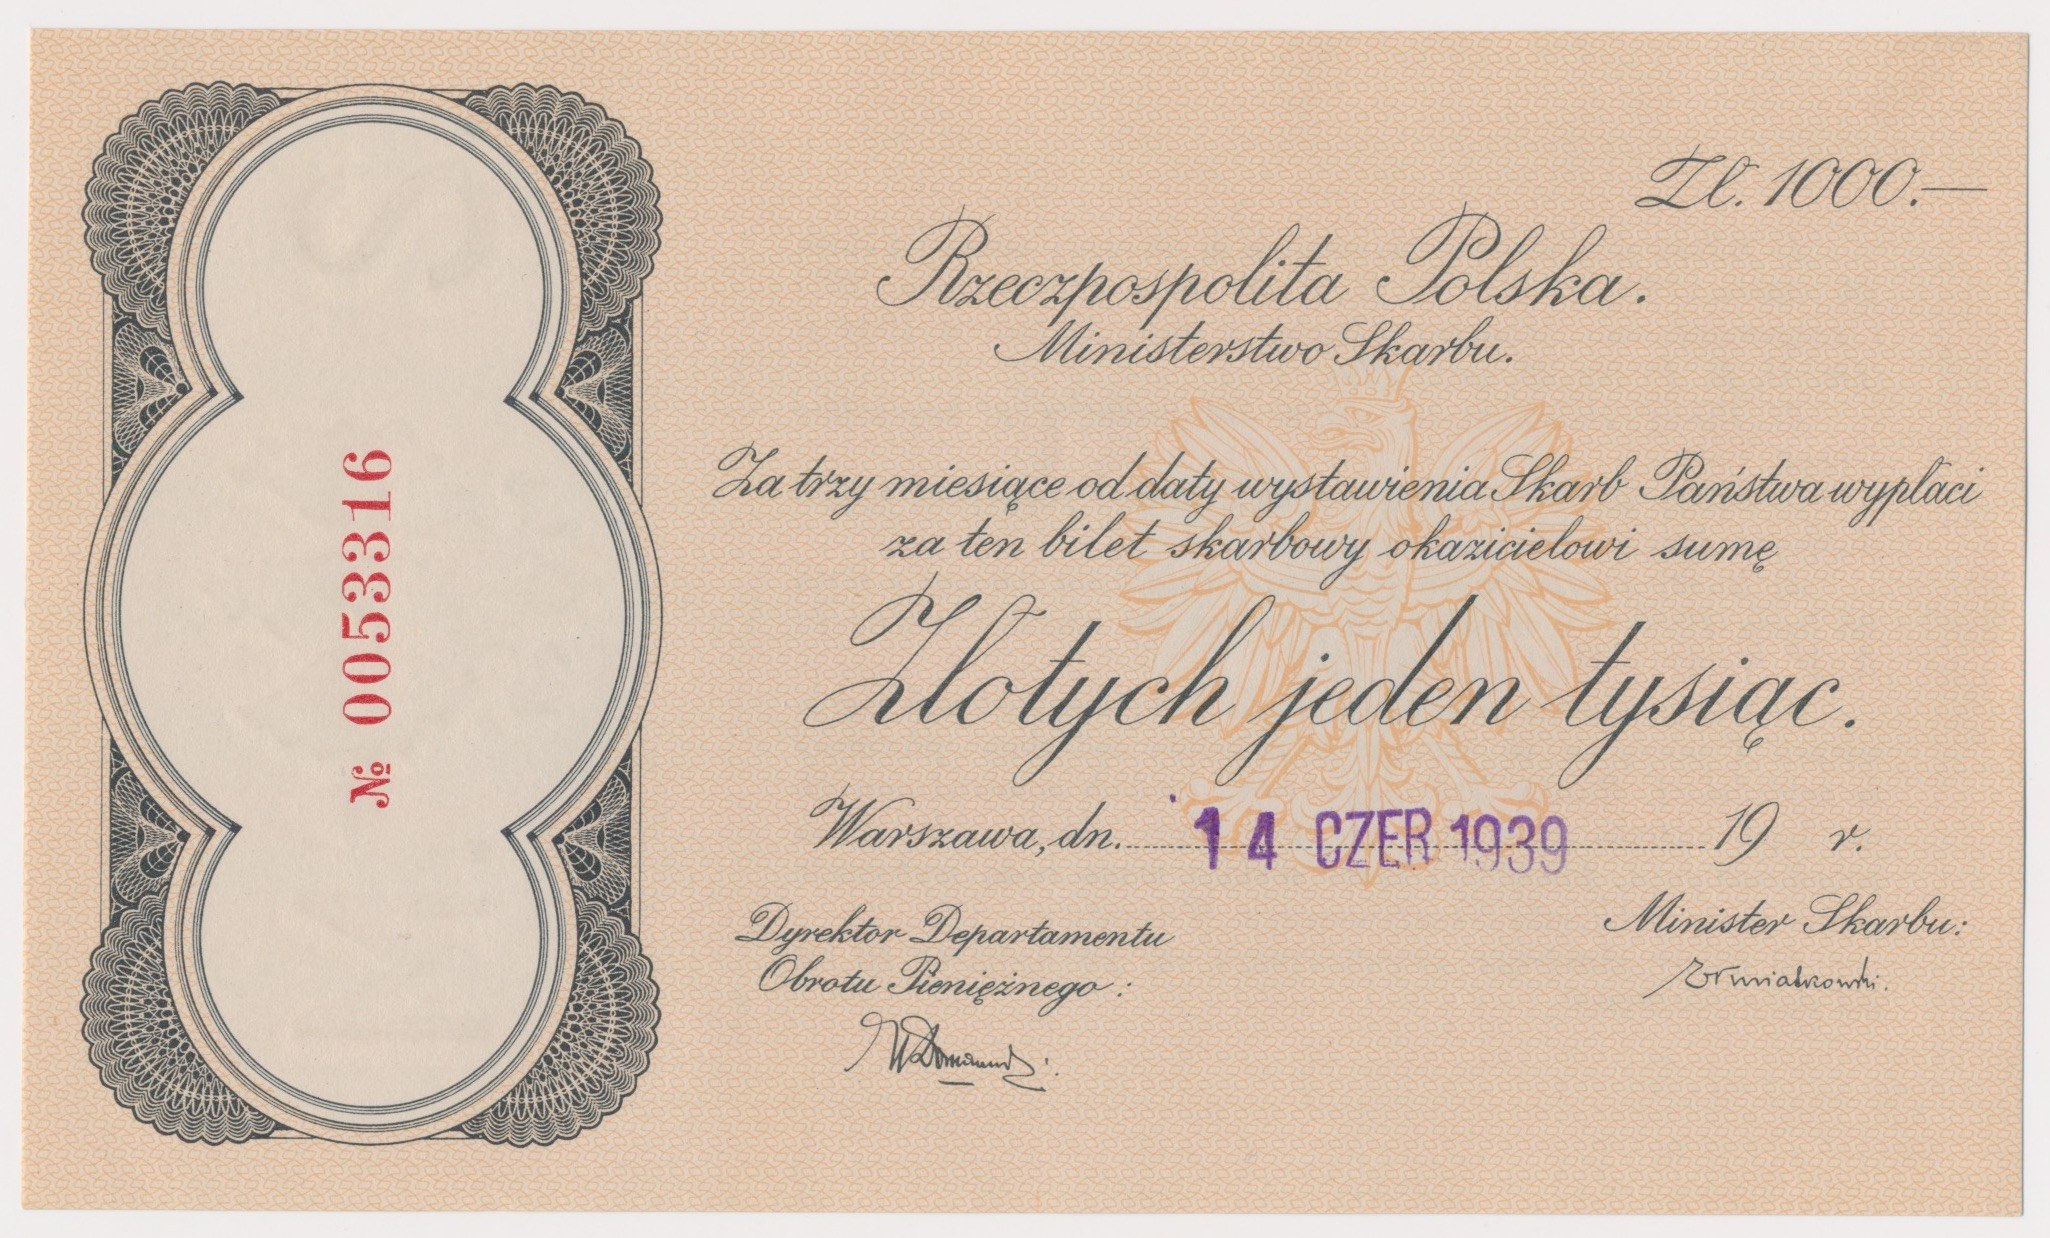 № 0053316
Zł. 1000.—
Rzeczpospolita Polska.
Ministerstwo Skarbu.
Za trzy miesiące od daty wystawienia Skarb Państwa wypłaci
za ten bilet skarbowy okazicielowi sumę
Złotych jeden tysiąc.
Warszawa, dn. 14 CZER 1939 19 r.
Dyrektor Departamentu
Obrotu Pieniężnego:
Minister Skarbu: